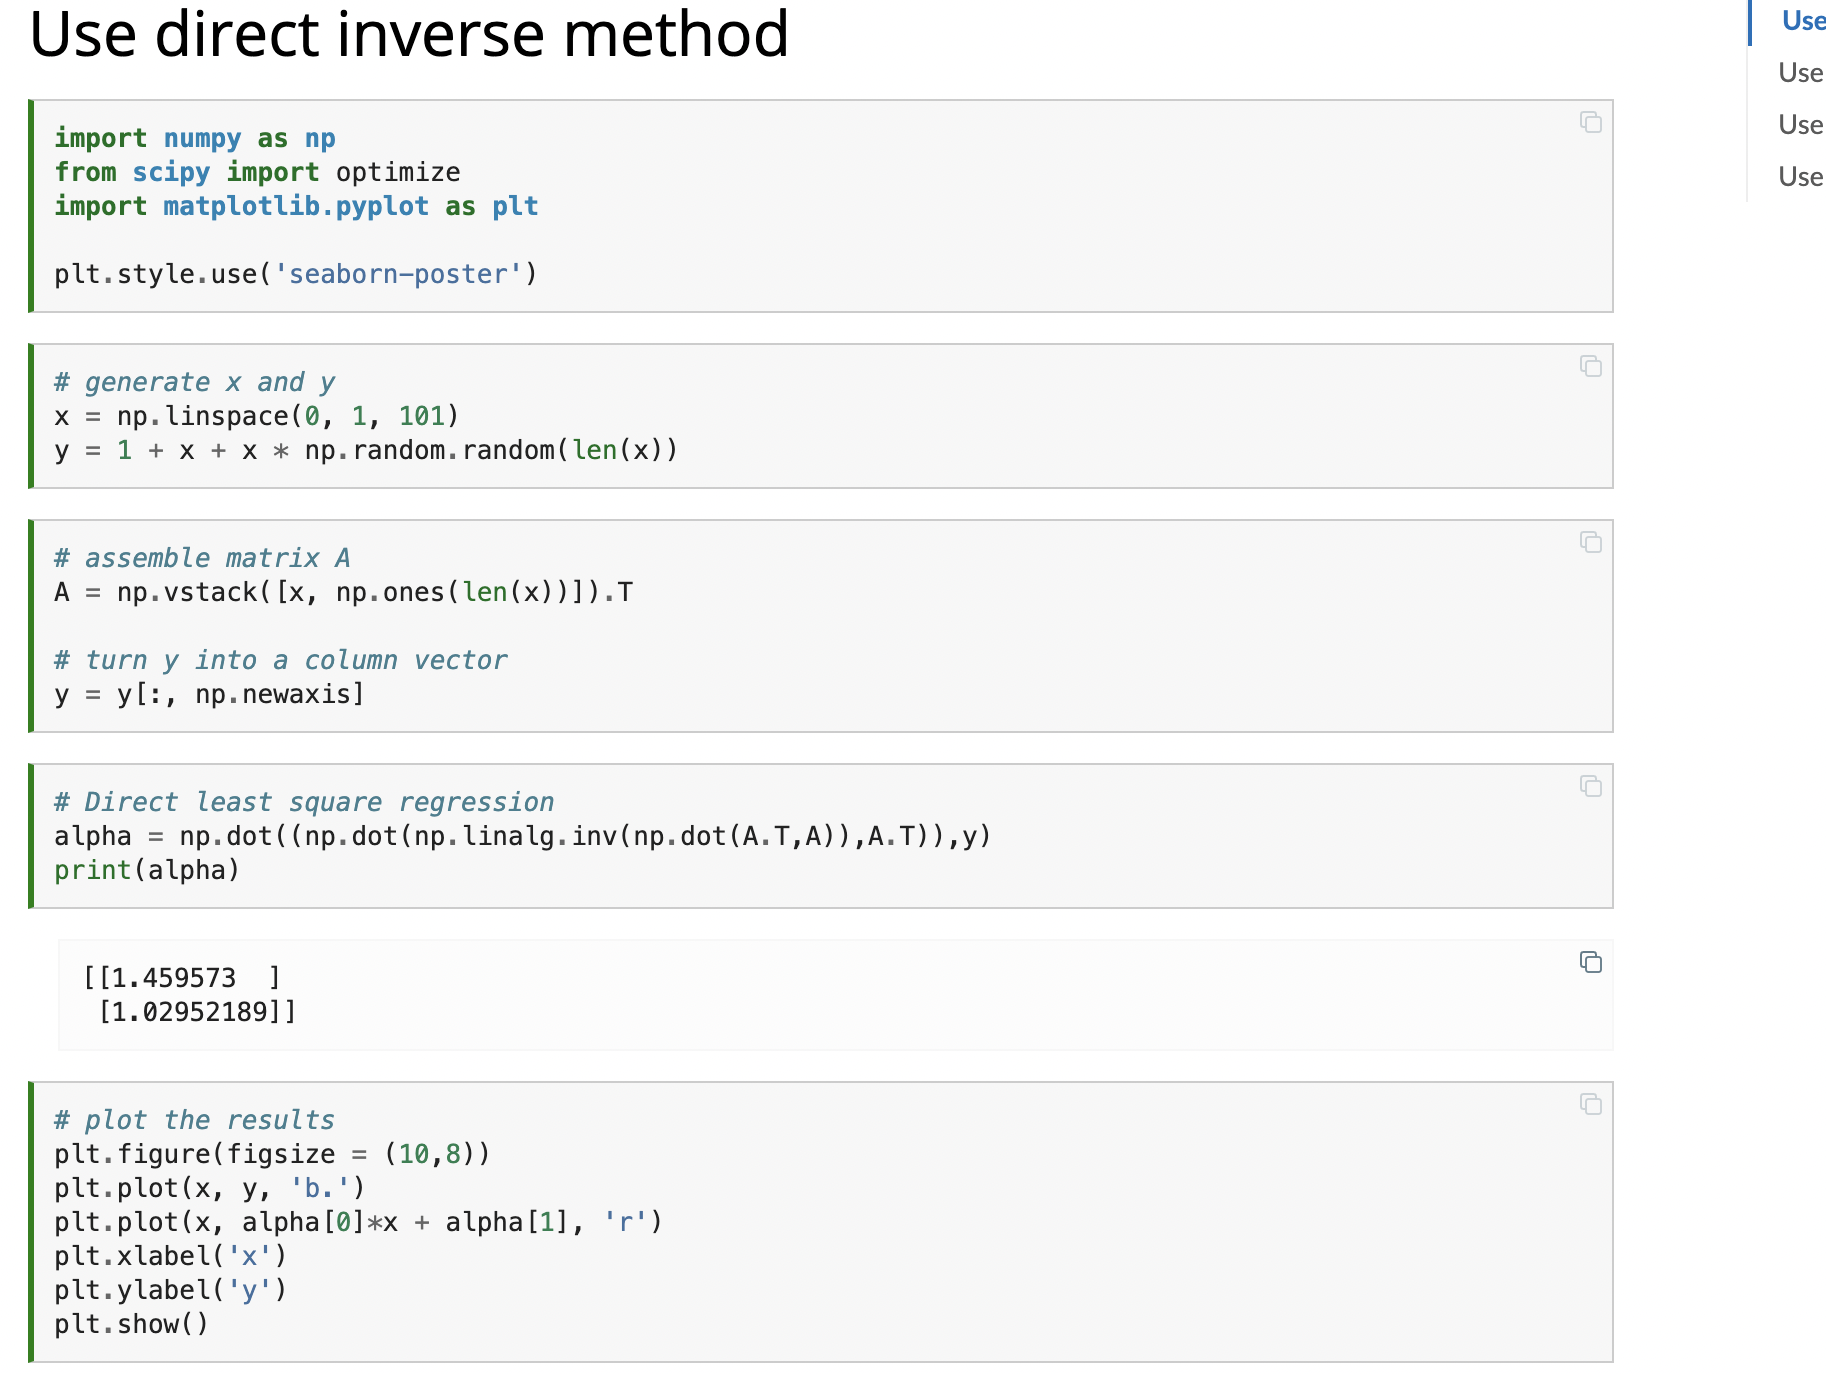 Use direct inverse method
import numpy as np
from scipy import optimize
import matplotlib.pyplot as plt
plt.style.use('seaborn-poster')
# generate x and y
x = np.linspace(0, 1, 101)
y = 1 + x + x * np.random.random(len(x))
# assemble matrix A
A = np.vstack([x, np.ones(len(x))]).T
# turn y into a column vector
y = y[:, np.newaxis]
# Direct least square regression
alpha = np.dot((np.dot(np.linalg.inv(np.dot(A.T,A)),A.T)),y)
print(alpha)
[[1.459573  ]
 [1.02952189]]
# plot the results
plt.figure(figsize = (10,8))
plt.plot(x, y, 'b.')
plt.plot(x, alpha[0]*x + alpha[1], 'r')
plt.xlabel('x')
plt.ylabel('y')
plt.show()
Use
Use
Use
Use